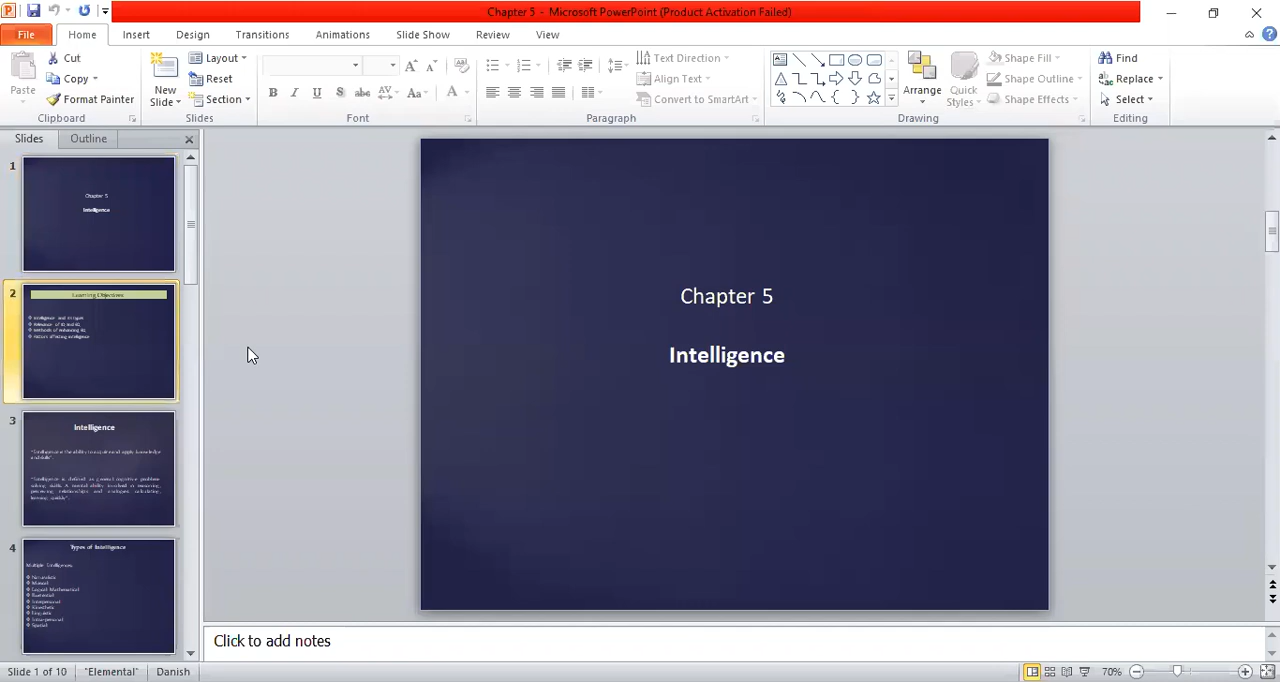 Chapter 5 - Microsoft PowerPoint (Product Activation Failed)
File Home Insert Design Transitions Animations Slide Show Review View
Paste
Cut
Copy
Format Painter
Clipboard
New
Slide
Layout
Reset
Section
Slides
Font
Text Direction
Align Text
Convert to SmartArt
Paragraph
Arrange
Quick
Styles
Shape Fill
Shape Outline
Shape Effects
Drawing
Find
Replace
Select
Editing
Slides Outline
1
Chapter 5
Intelligence
2
Learning Objectives
3
Intelligence
4
Types of Intelligence
Multiple Intelligences
Chapter 5
Intelligence
Click to add notes
Slide 1 of 10 "Elemental" Danish 70%